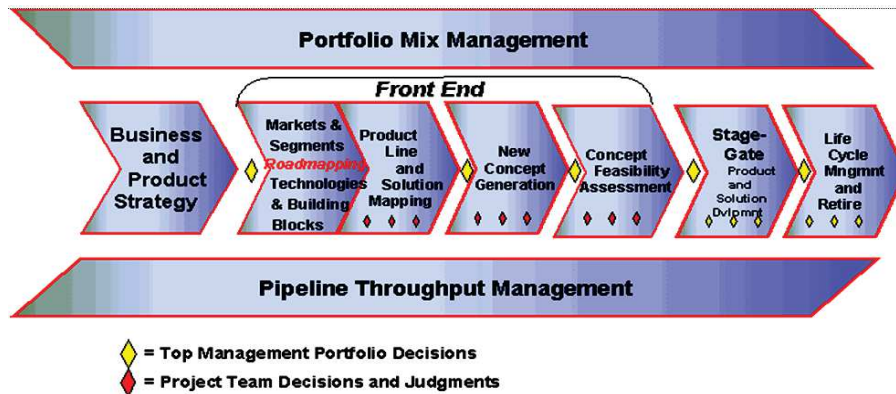 Portfolio Mix Management
Front End
Business
and
Product
Strategy
Markets &
Segments
Roadmapping
Technologies
& Building
Blocks
Product
Line
and
Solution
Mapping
New
Concept
Generation
Concept
Feasibility
Assessment
Stage-
Gate
Product
and
Solution
Dvlpmnt
Life
Cycle
Mngmnt
and
Retire
Pipeline Throughput Management
= Top Management Portfolio Decisions
= Project Team Decisions and Judgments